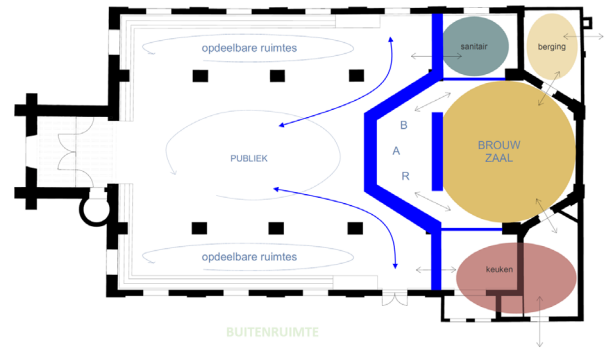 opdeelbare ruimtes
sanitair
berging
B
A
R
BROUW
ZAAL
PUBLIEK
opdeelbare ruimtes
keuken
BUITENRUIMTE